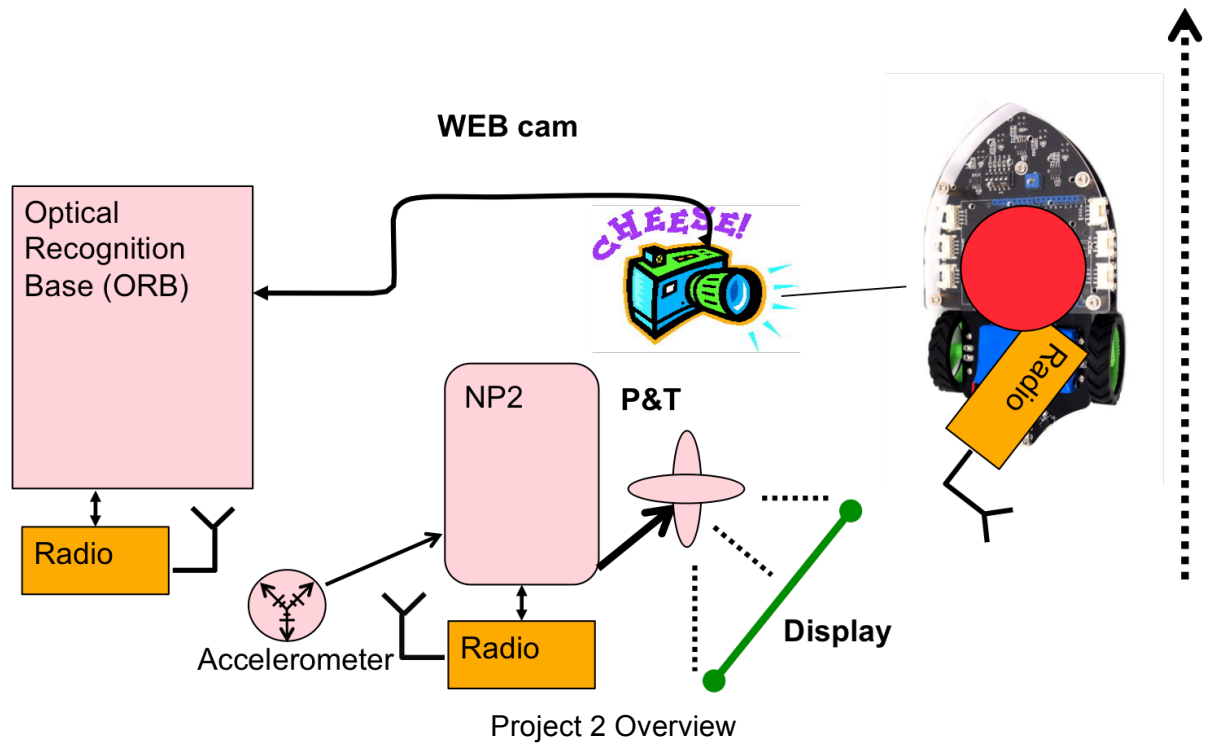 WEB cam
Optical
Recognition
Base (ORB)
CHEESE!
NP2
P&T
Radio
Radio
Accelerometer
Radio
Display
Project 2 Overview